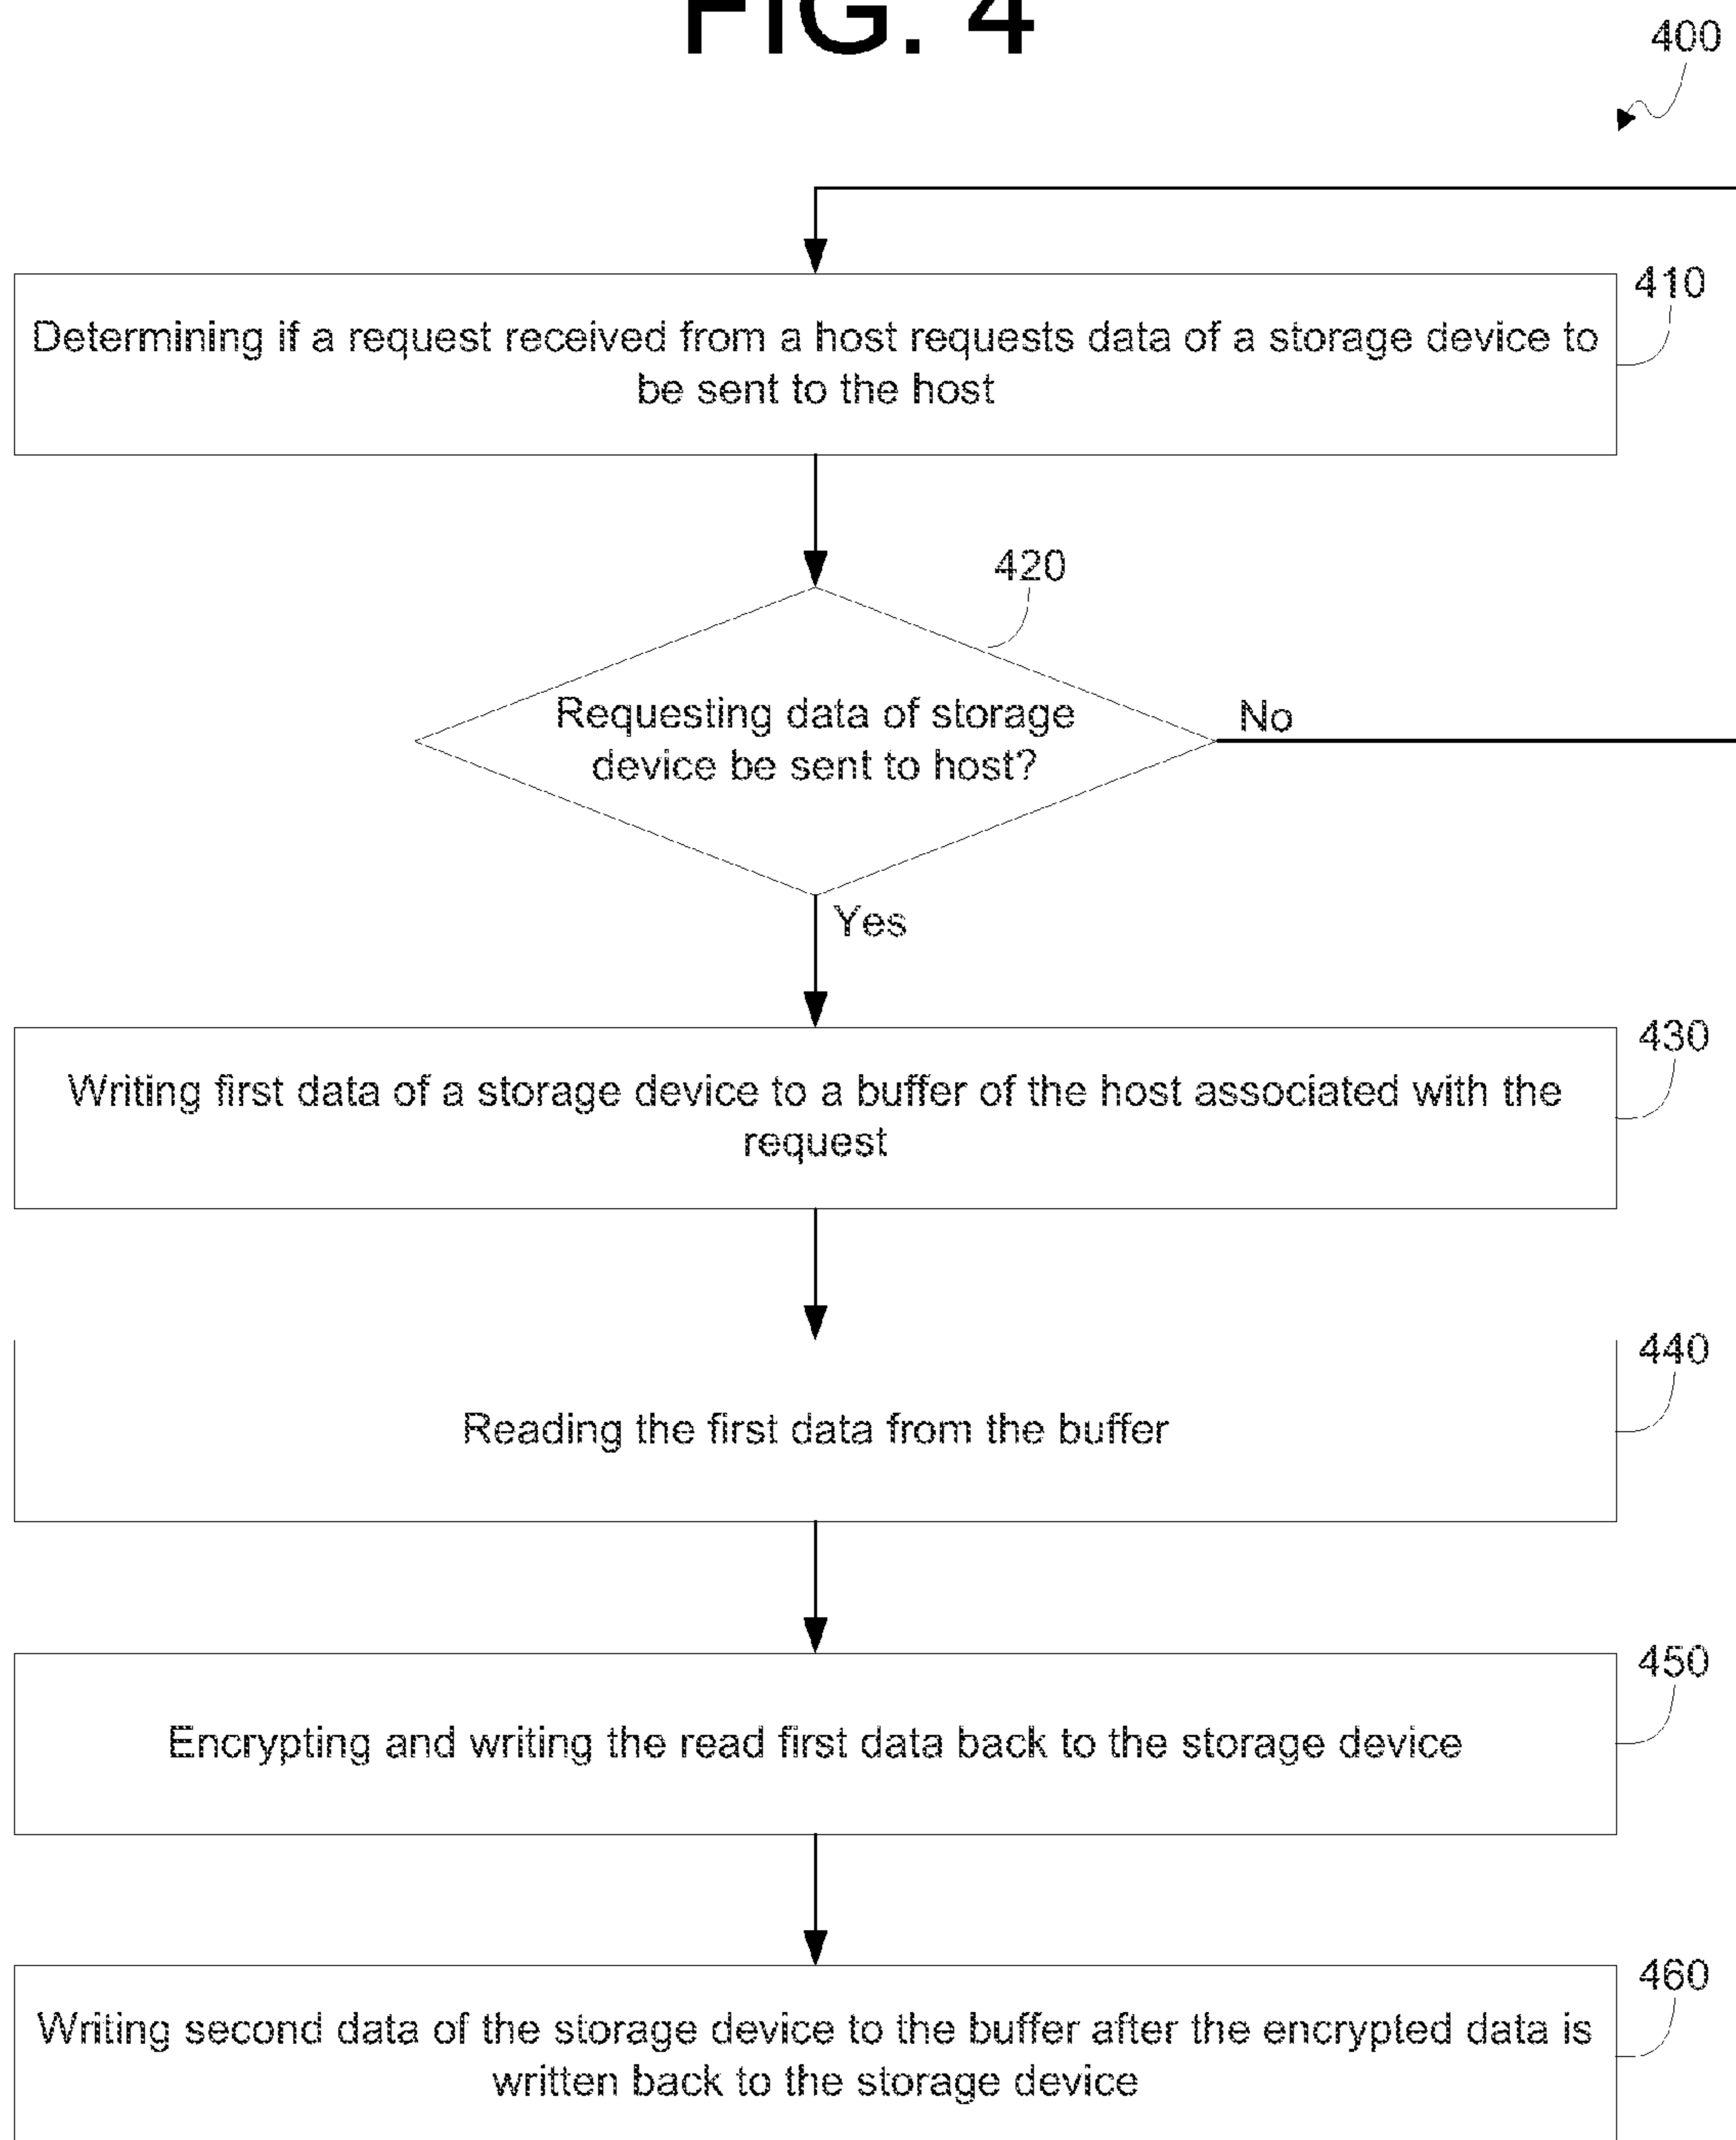 FIG. 4
400
410
Determining if a request received from a host requests data of a storage device to
be sent to the host
420
Requesting data of storage
device be sent to host?
No
Yes
430
Writing first data of a storage device to a buffer of the host associated with the
request
440
Reading the first data from the buffer
450
Encrypting and writing the read first data back to the storage device
460
Writing second data of the storage device to the buffer after the encrypted data is
written back to the storage device